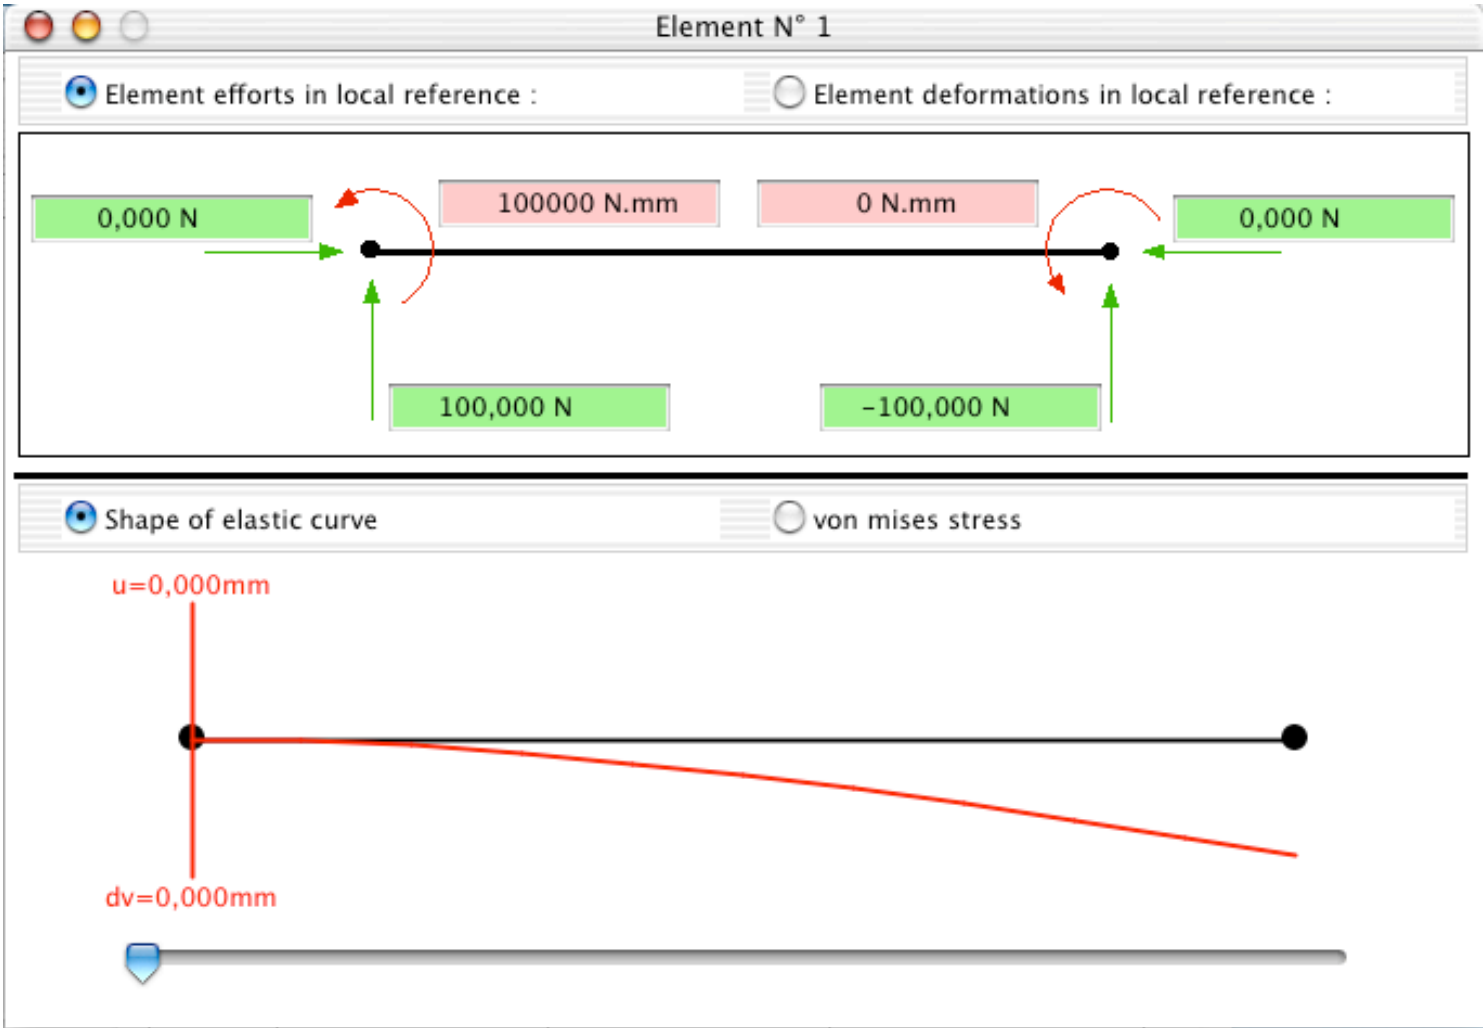 Element N° 1
Element efforts in local reference :
Element deformations in local reference :
0,000 N
100000 N.mm
0 N.mm
0,000 N
100,000 N
-100,000 N
Shape of elastic curve
von mises stress
u=0,000mm
dv=0,000mm